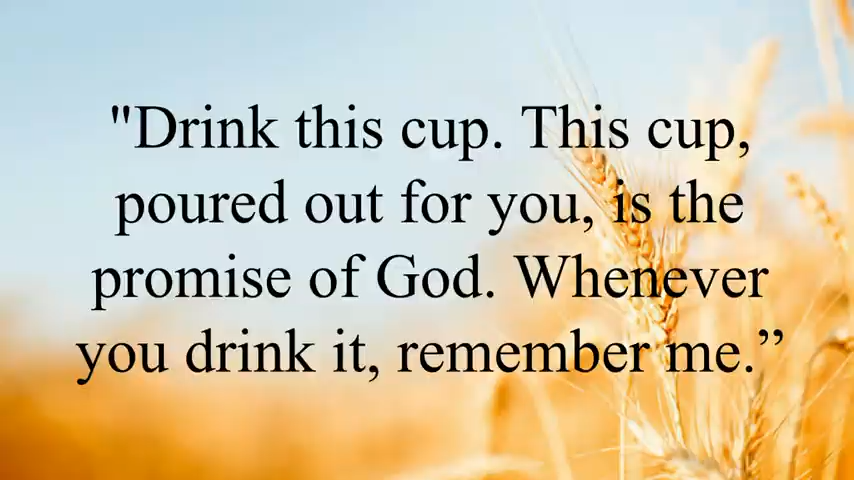 "Drink this cup. This cup,
poured out for you, is the
promise of God. Whenever
you drink it, remember me.”